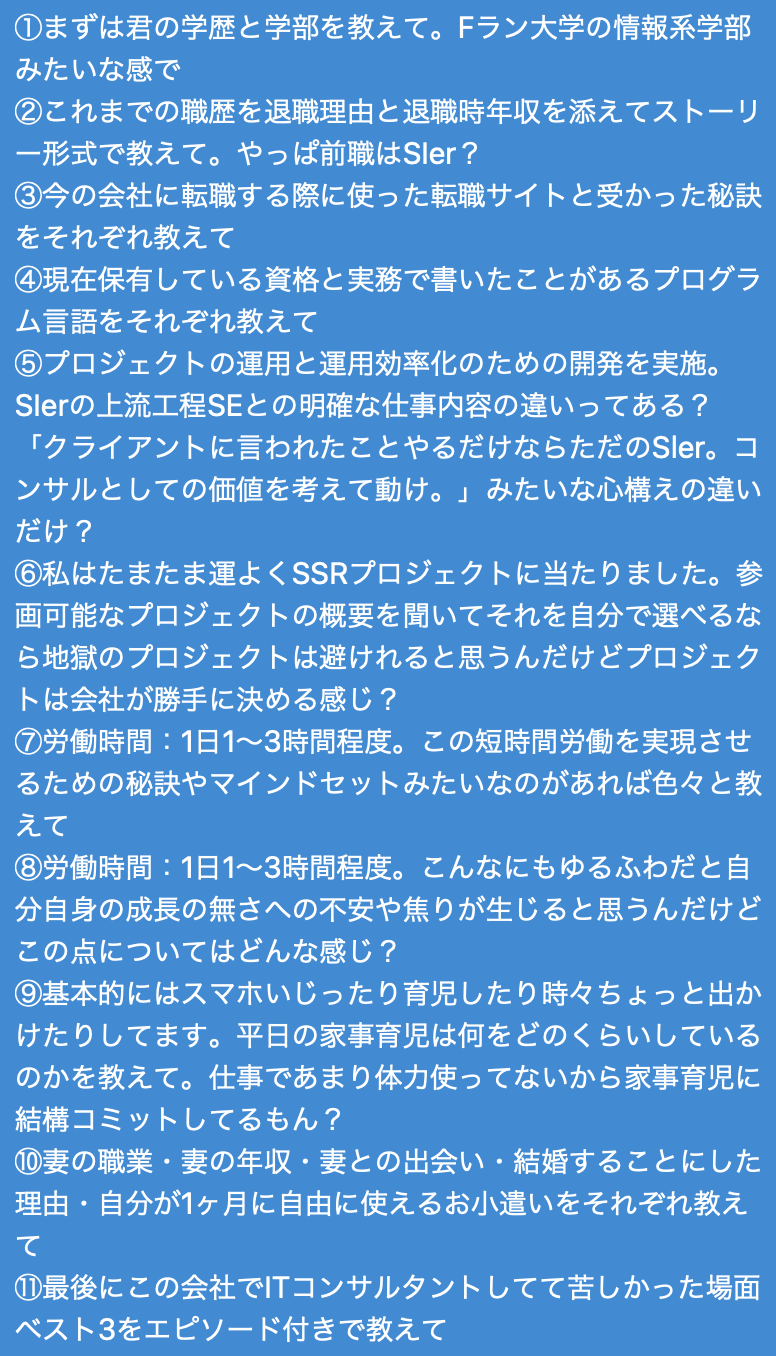 ①まずは君の学歴と学部を教えて。Fラン大学の情報系学部
みたいな感で
②これまでの職歴を退職理由と退職時年収を添えてストーリ
ー形式で教えて。やっぱ前職はSIer？
③今の会社に転職する際に使った転職サイトと受かった秘訣
をそれぞれ教えて
④現在保有している資格と実務で書いたことがあるプログラ
ム言語をそれぞれ教えて
⑤プロジェクトの運用と運用効率化のための開発を実施。
SIerの上流工程SEとの明確な仕事内容の違いってある？
「クライアントに言われたことやるだけならただのSIer。コ
ンサルとしての価値を考えて動け。」みたいな心構えの違い
だけ？
⑥私はたまたま運よくSSRプロジェクトに当たりました。参
画可能なプロジェクトの概要を聞いてそれを自分で選べるな
ら地獄のプロジェクトは避けれると思うんだけどプロジェク
トは会社が勝手に決める感じ？
⑦労働時間：1日1〜3時間程度。この短時間労働を実現させ
るための秘訣やマインドセットみたいなのがあれば色々と教
えて
⑧労働時間：1日1〜3時間程度。こんなにもゆるふわだと自
分自身の成長の無さへの不安や焦りが生じると思うんだけど
この点についてはどんな感じ？
⑨基本的にはスマホいじったり育児したり時々ちょっと出か
けたりしてます。平日の家事育児は何をどのくらいしている
のかを教えて。仕事であまり体力使ってないから家事育児に
結構コミットしてるもん？
⑩妻の職業・妻の年収・妻との出会い・結婚することにした
理由・自分が1ヶ月に自由に使えるお小遣いをそれぞれ教え
て
⑪最後にこの会社でITコンサルタントしてて苦しかった場面
ベスト3をエピソード付きで教えて